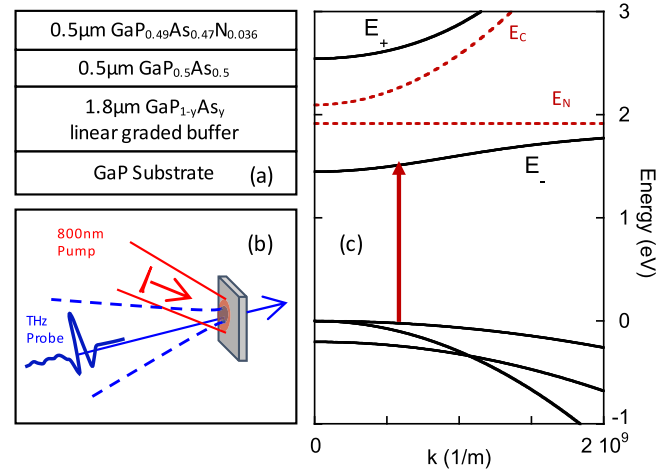 0.5μm GaP0.49As0.47N0.036
0.5μm GaP0.5As0.5
1.8μm GaP1-yAsy
linear graded buffer
GaP Substrate
(a)
800nm
Pump
(b)
THz
Probe
E+
EC
EN
E-
(c)
3
2
1
0
-1
Energy (eV)
0
2 10^9
k (1/m)